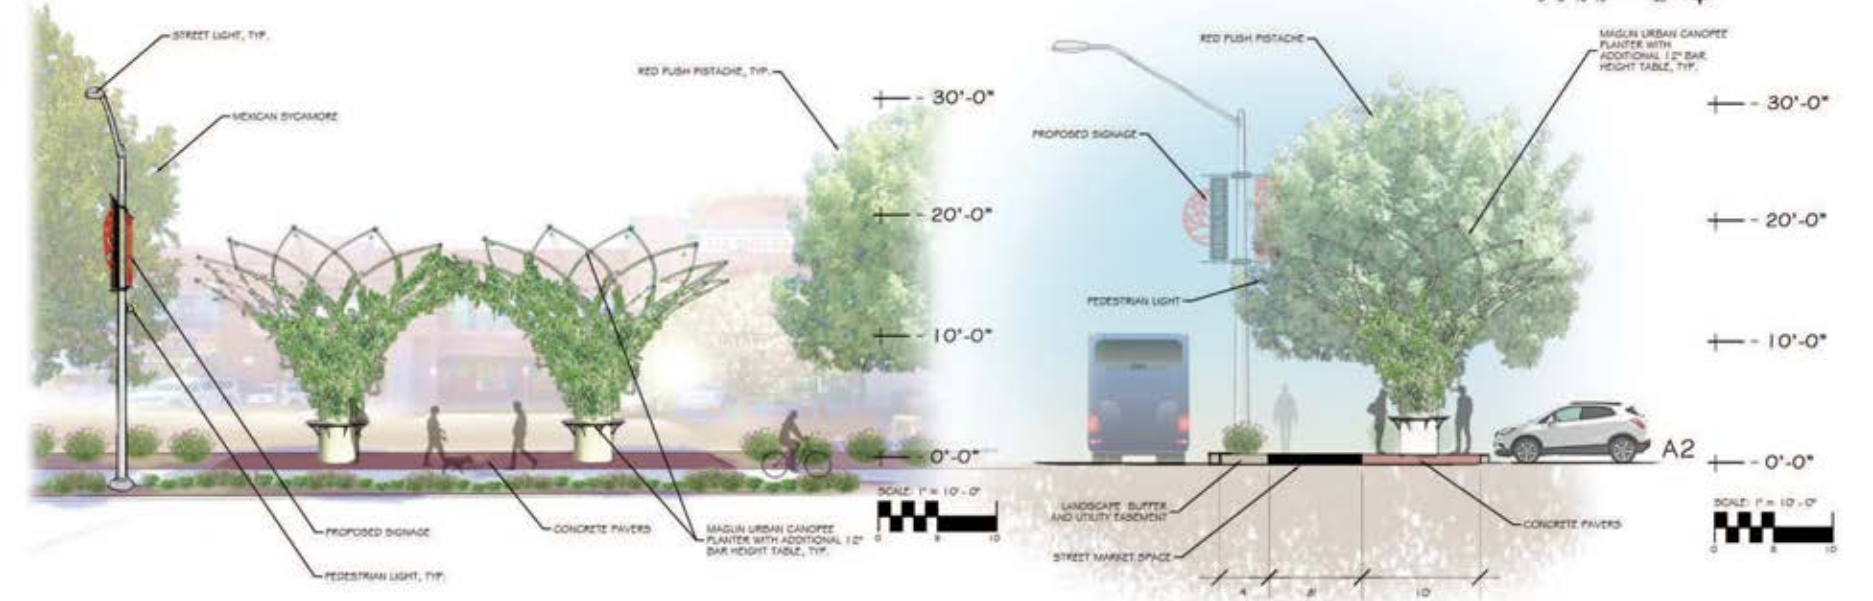 STREET LIGHT, TYP.
MEXICAN SYCAMORE
RED PUSH PISTACHE, TYP.
30'-0"
20'-0"
10'-0"
0'-0"
SCALE: 1" = 10'-0"
0
5
10
PROPOSED SIGNAGE
PEDESTRIAN LIGHT, TYP.
CONCRETE PAVERS
MAGLIN URBAN CANOPEE
PLANTER WITH ADDITIONAL 12"
BAR HEIGHT TABLE, TYP.
RED PUSH PISTACHE
MAGLIN URBAN CANOPEE
PLANTER WITH
ADDITIONAL 12" BAR
HEIGHT TABLE, TYP.
PROPOSED SIGNAGE
PEDESTRIAN LIGHT
30'-0"
20'-0"
10'-0"
A2
0'-0"
LANDSCAPE BUFFER
AND UTILITY EASEMENT
STREET MARKET SPACE
CONCRETE PAVERS
SCALE: 1" = 10'-0"
0
5
10
4'
8'
10'